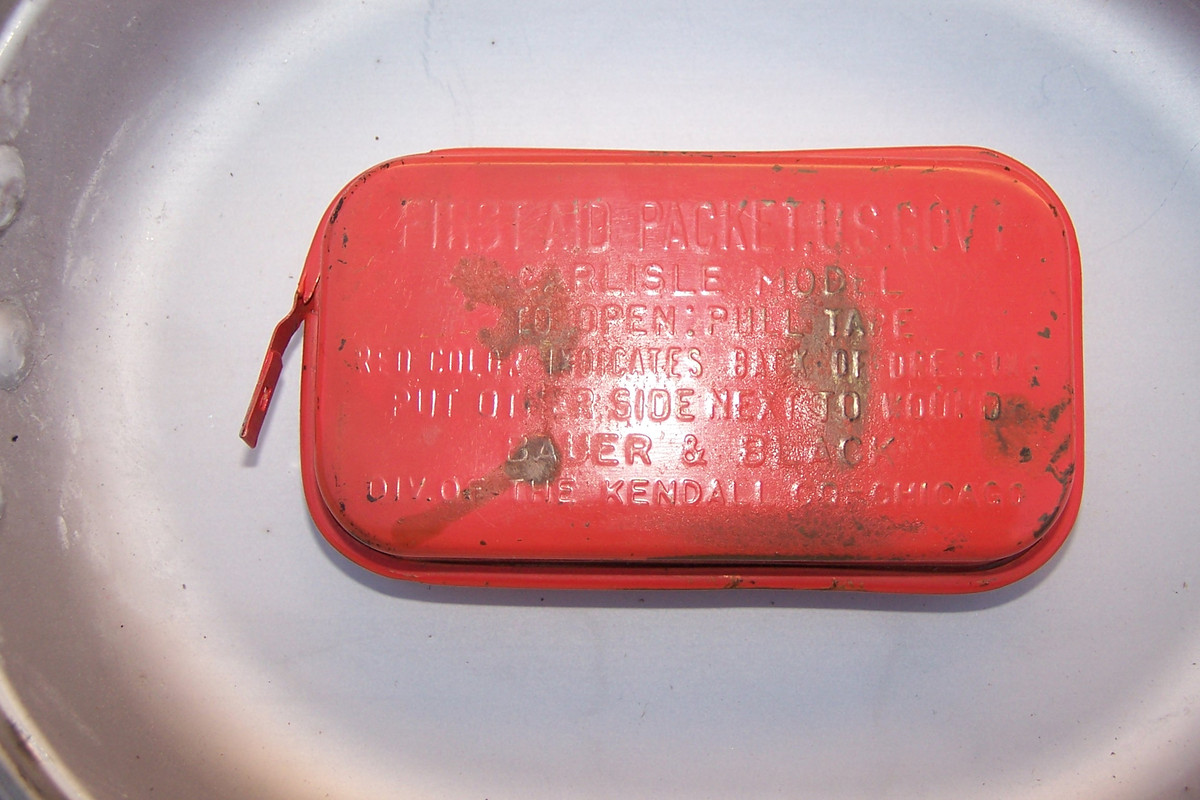 FIRST AID PACKET. U.S. GOV'T
CARLISLE MODEL
TO OPEN: PULL TAPE
RED COLOR INDICATES BACK OF DRESSING
PUT OTHER SIDE NEXT TO WOUND
BAUER & BLACK
DIV. OF THE KENDALL CO-CHICAGO